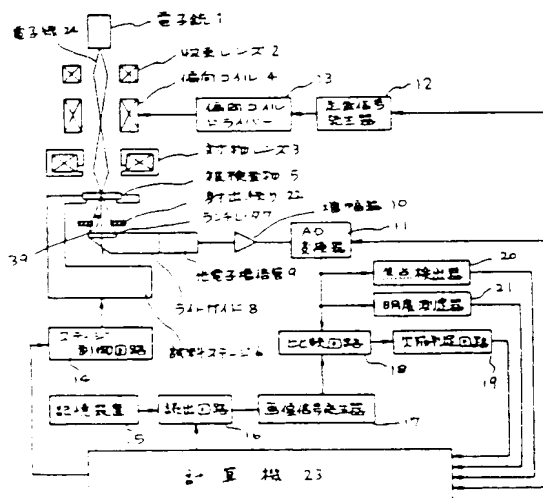 電子銃 1
電子線 24
収束レンズ 2
偏向コイル 4
13
12
偏向コイル
ドライバー
走査信号
発生器
対物レンズ 3
被検査物 5
射出絞り 22
シンチレータ 7
10
増幅器
11
AD
変換器
39
光電子増倍管 9
ライトガイド 8
試料ステージ 6
20
焦点検出器
21
明度測定器
ステージ
制御回路
14
比較回路
18
欠陥判定回路
19
記憶装置
15
読出回路
16
画像信号発生器
17
計算機 23